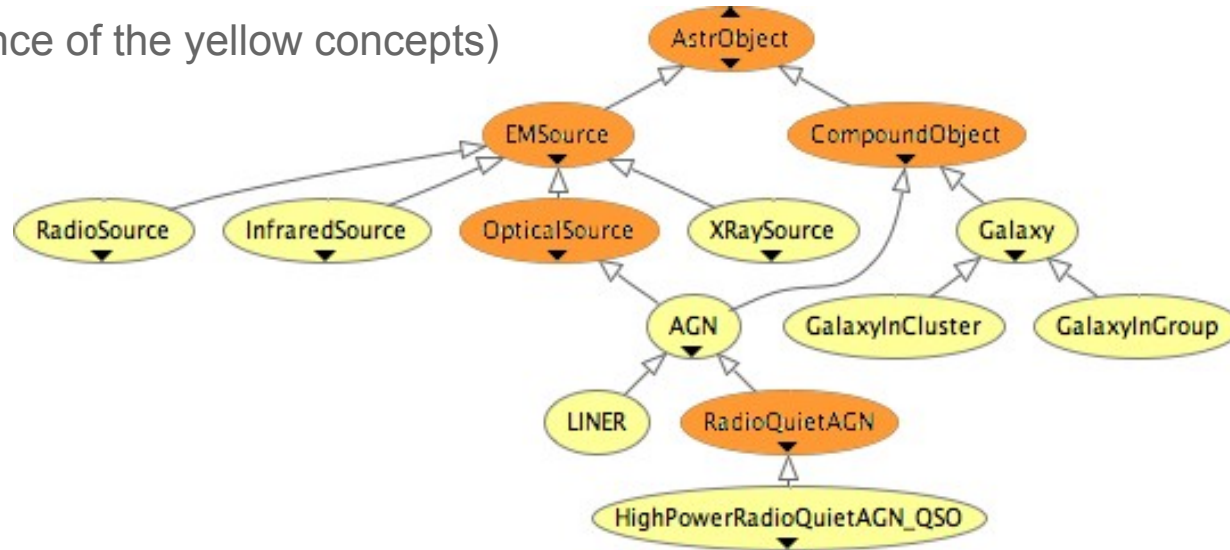 nce of the yellow concepts)
AstrObject
EMSource
CompoundObject
RadioSource
InfraredSource
OpticalSource
XRaySource
Galaxy
AGN
GalaxyInCluster
GalaxyInGroup
LINER
RadioQuietAGN
HighPowerRadioQuietAGN_QSO